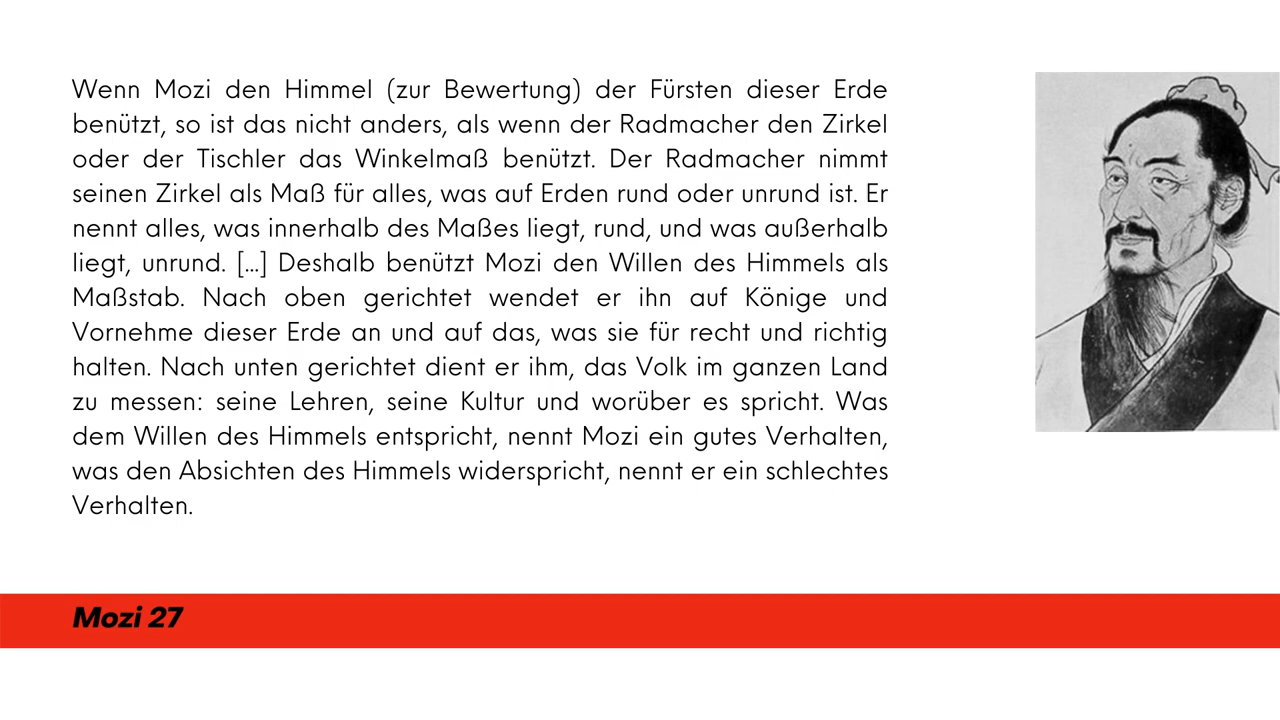 Wenn Mozi den Himmel (zur Bewertung) der Fürsten dieser Erde
benützt, so ist das nicht anders, als wenn der Radmacher den Zirkel
oder der Tischler das Winkelmaß benützt. Der Radmacher nimmt
seinen Zirkel als Maß für alles, was auf Erden rund oder unrund ist. Er
nennt alles, was innerhalb des Maßes liegt, rund, und was außerhalb
liegt, unrund. [...] Deshalb benützt Mozi den Willen des Himmels als
Maßstab. Nach oben gerichtet wendet er ihn auf Könige und
Vornehme dieser Erde an und auf das, was sie für recht und richtig
halten. Nach unten gerichtet dient er ihm, das Volk im ganzen Land
zu messen: seine Lehren, seine Kultur und worüber es spricht. Was
dem Willen des Himmels entspricht, nennt Mozi ein gutes Verhalten,
was den Absichten des Himmels widerspricht, nennt er ein schlechtes
Verhalten.
Mozi 27